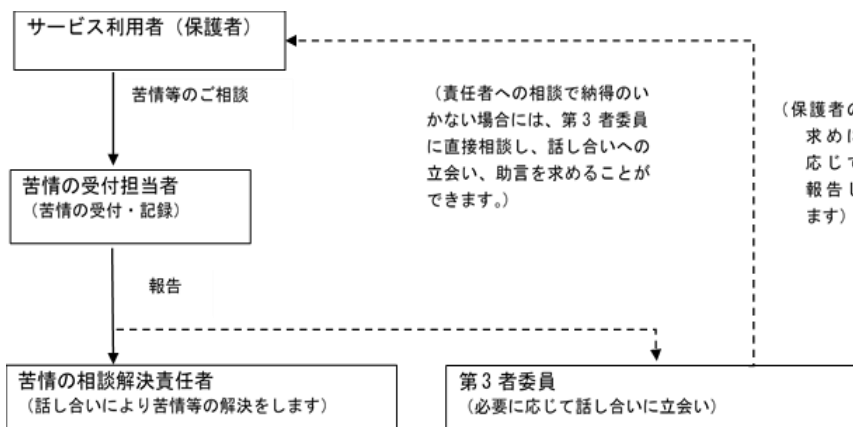 サービス利用者（保護者）
苦情等のご相談
（責任者への相談で納得のい
かない場合には、第３者委員
に直接相談し、話し合いへの
立会い、助言を求めることが
できます。）
（保護者の
求めに
応じて
報告し
ます）
苦情の受付担当者
（苦情の受付・記録）
報告
苦情の相談解決責任者
（話し合いにより苦情等の解決をします）
第３者委員
（必要に応じて話し合いに立会い）